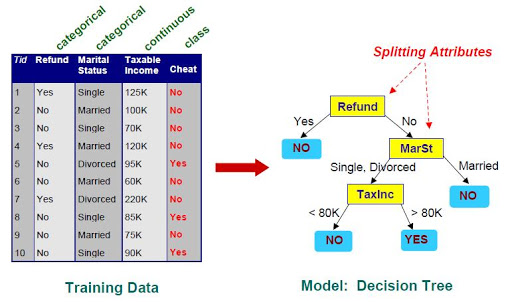 categorical categorical continuous class
Tid Refund Marital Status Taxable Income Cheat
1 Yes Single 125K No
2 No Married 100K No
3 No Single 70K No
4 Yes Married 120K No
5 No Divorced 95K Yes
6 No Married 60K No
7 Yes Divorced 220K No
8 No Single 85K Yes
9 No Married 75K No
10 No Single 90K Yes
Training Data
Splitting Attributes
Refund
Yes No
NO MarSt
Single, Divorced Married
TaxInc NO
< 80K > 80K
NO YES
Model: Decision Tree